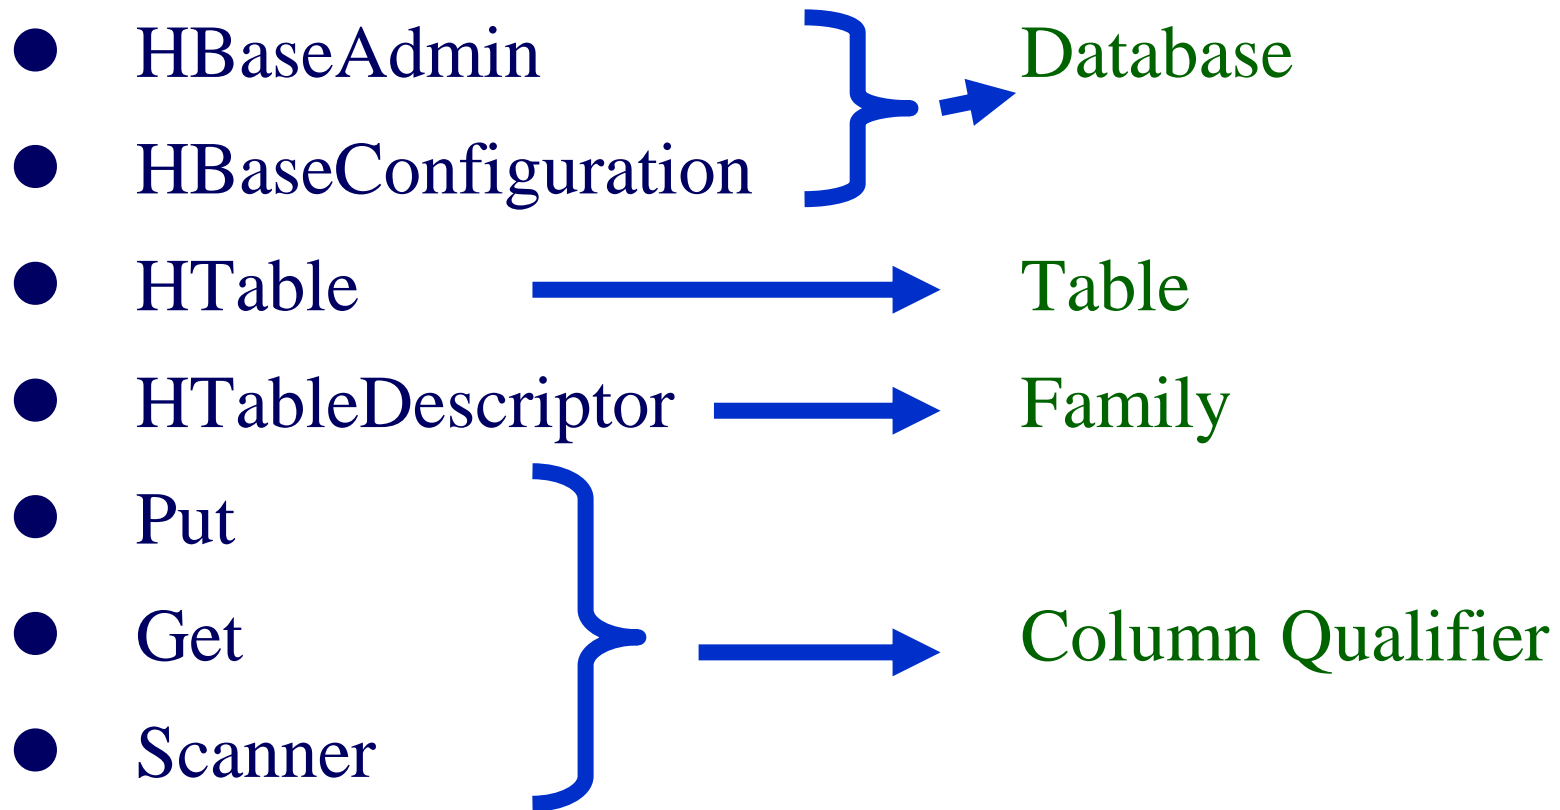 ● HBaseAdmin Database
● HBaseConfiguration
● HTable Table
● HTableDescriptor Family
● Put
● Get Column Qualifier
● Scanner